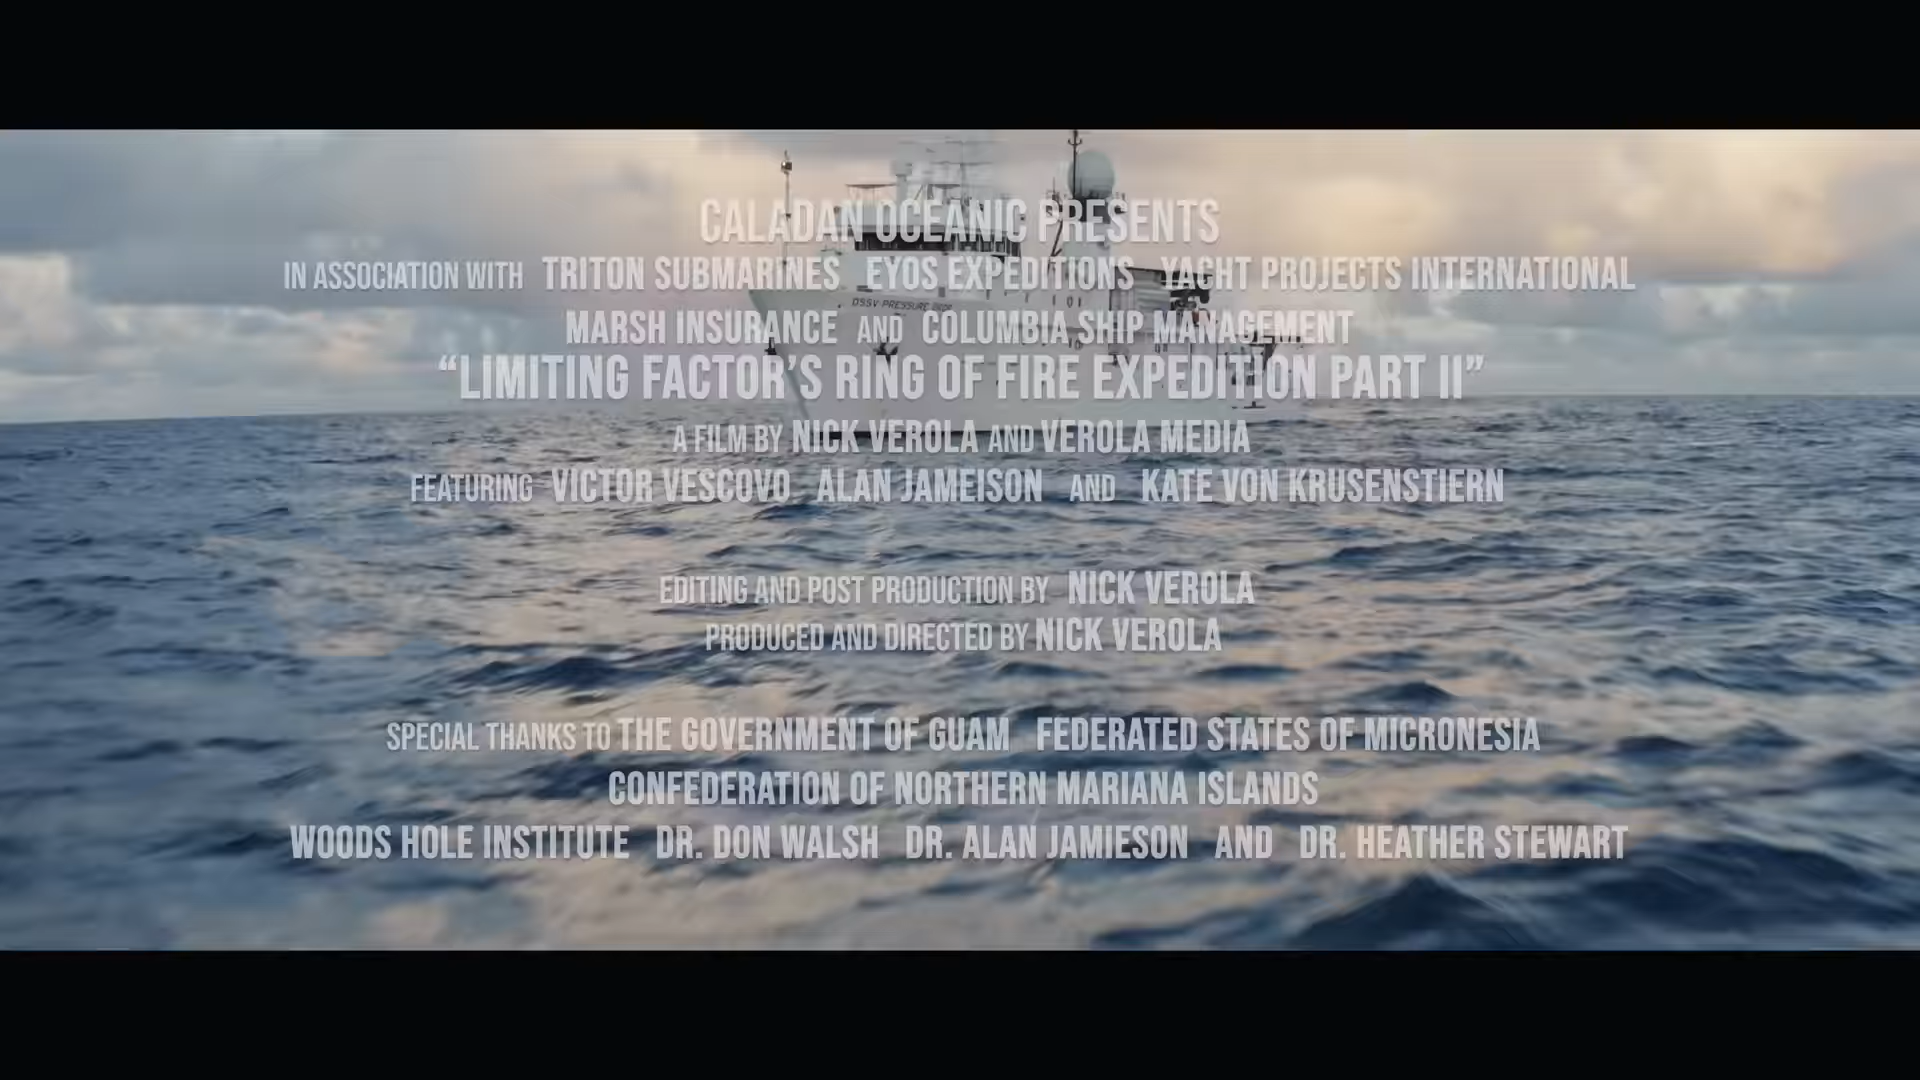 CALADAN OCEANIC PRESENTS
IN ASSOCIATION WITH TRITON SUBMARINES EYOS EXPEDITIONS YACHT PROJECTS INTERNATIONAL
DSSV PRESSURE DROP
MARSH INSURANCE AND COLUMBIA SHIP MANAGEMENT
“LIMITING FACTOR’S RING OF FIRE EXPEDITION PART II”
A FILM BY NICK VEROLA AND VEROLA MEDIA
FEATURING VICTOR VESCOVO ALAN JAMEISON AND KATE VON KRUSENSTIERN
EDITING AND POST PRODUCTION BY NICK VEROLA
PRODUCED AND DIRECTED BY NICK VEROLA
SPECIAL THANKS TO THE GOVERNMENT OF GUAM FEDERATED STATES OF MICRONESIA
CONFEDERATION OF NORTHERN MARIANA ISLANDS
WOODS HOLE INSTITUTE DR. DON WALSH DR. ALAN JAMIESON AND DR. HEATHER STEWART